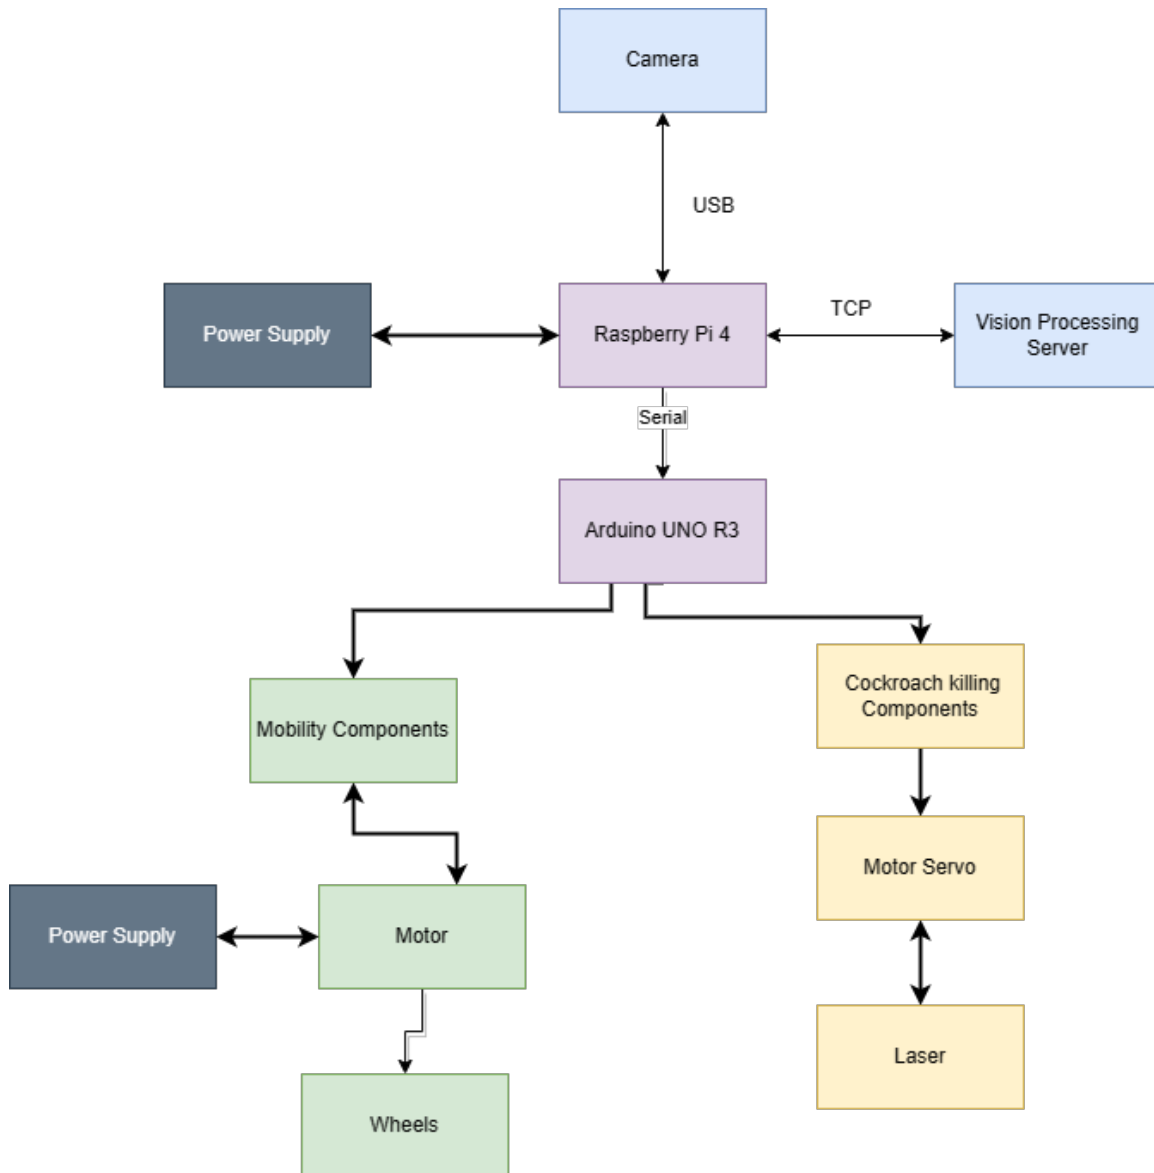 Camera
USB
Power Supply
Raspberry Pi 4
TCP
Vision Processing
Server
Serial
Arduino UNO R3
Mobility Components
Cockroach killing
Components
Motor Servo
Power Supply
Motor
Laser
Wheels